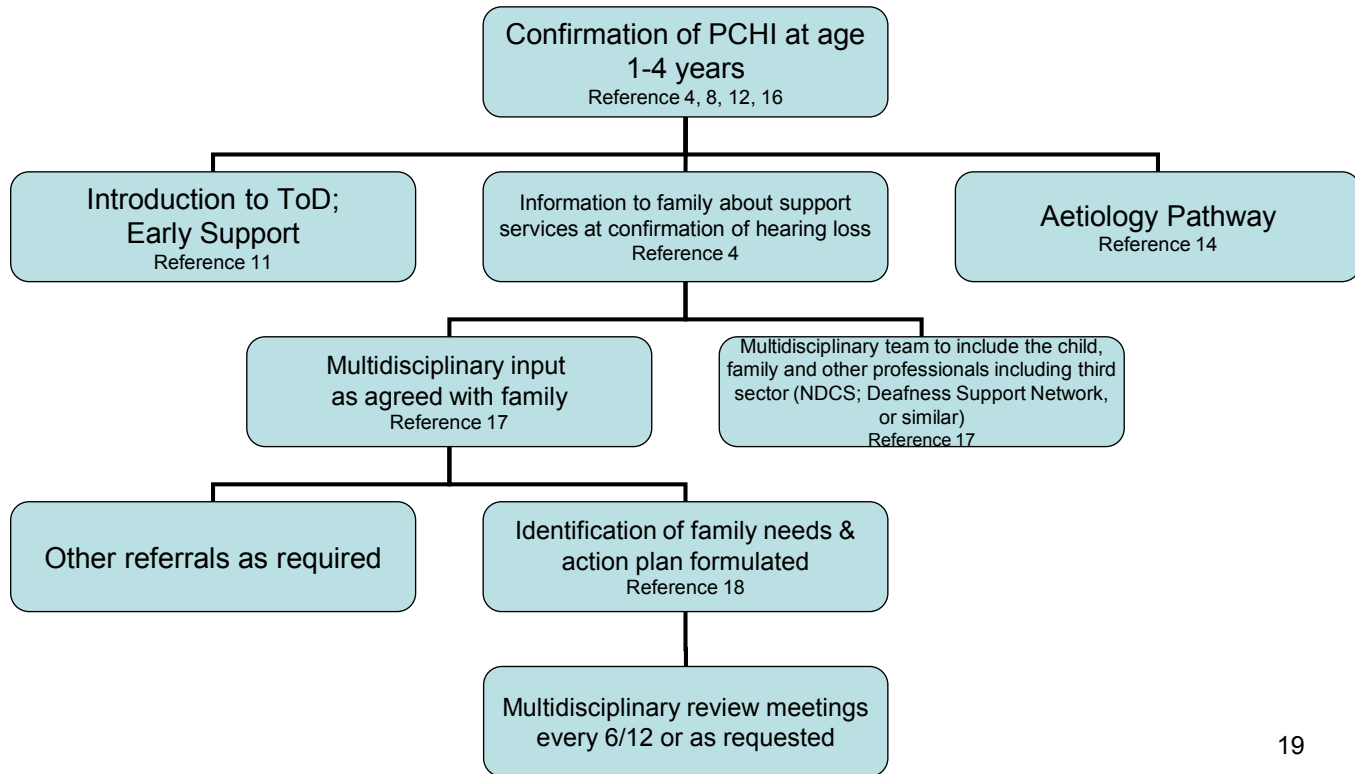 Confirmation of PCHI at age
1-4 years
Reference 4, 8, 12, 16
Introduction to ToD;
Early Support
Reference 11
Information to family about support
services at confirmation of hearing loss
Reference 4
Aetiology Pathway
Reference 14
Multidisciplinary input
as agreed with family
Reference 17
Multidisciplinary team to include the child,
family and other professionals including third
sector (NDCS; Deafness Support Network,
or similar)
Reference 17
Other referrals as required
Identification of family needs &
action plan formulated
Reference 18
Multidisciplinary review meetings
every 6/12 or as requested
19